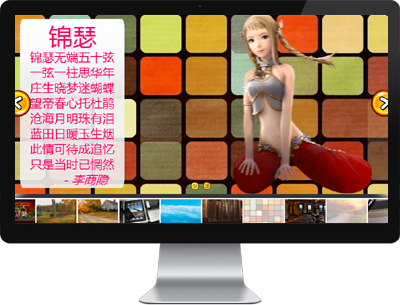 锦瑟
锦瑟无端五十弦
一弦一柱思华年
庄生晓梦迷蝴蝶
望帝春心托杜鹃
沧海月明珠有泪
蓝田日暖玉生烟
此情可待成追忆
只是当时已惘然
- 李商隐